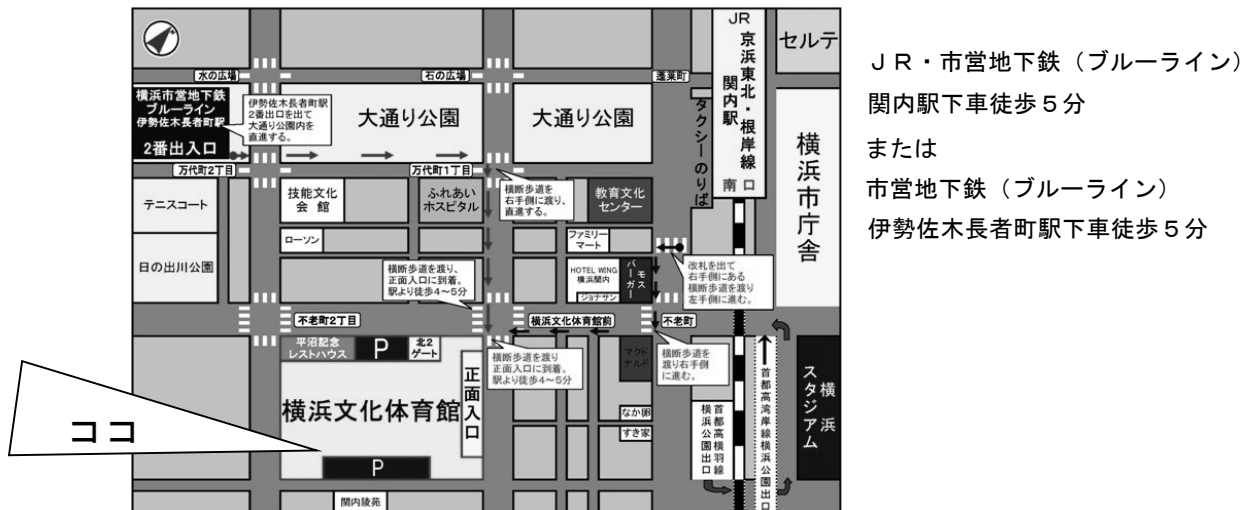 JR
京浜東北・根岸線
関内駅
南口
セルテ
水の広場
石の広場
蓬莱町
横浜市営地下鉄
ブルーライン
伊勢佐木長者町駅
2番出入口
伊勢佐木長者町駅
2番出口を出て
大通り公園内を
直進する。
大通り公園
大通り公園
タクシーのりば
横浜市庁舎
万代町2丁目
万代町1丁目
テニスコート
技能文化
会館
ふれあい
ホスピタル
横断歩道を
右手側に渡り、
直進する。
教育文化
センター
ローソン
ファミリー
マート
日の出川公園
横断歩道を渡り、
正面入口に到着。
駅より徒歩4~5分
HOTEL WING
横浜関内
ジョナサン
モス
バーガー
改札を出て
右手側にある
横断歩道を渡り
左手側に進む。
不老町2丁目
横浜文化体育館前
不老町
平沼記念
レストハウス
P
北2
ゲート
正面入口
横断歩道を渡り
正面入口に到着。
駅より徒歩4~5分
マクド
ナルド
横断歩道を
渡り右手側
に進む。
横浜文化体育館
なか卯
すき家
首都高横羽線
横浜公園出口
首都高湾岸線横浜公園出口
横浜
スタジアム
P
関内陵苑
ココ
JR・市営地下鉄(ブルーライン)
関内駅下車徒歩5分
または
市営地下鉄(ブルーライン)
伊勢佐木長者町駅下車徒歩5分